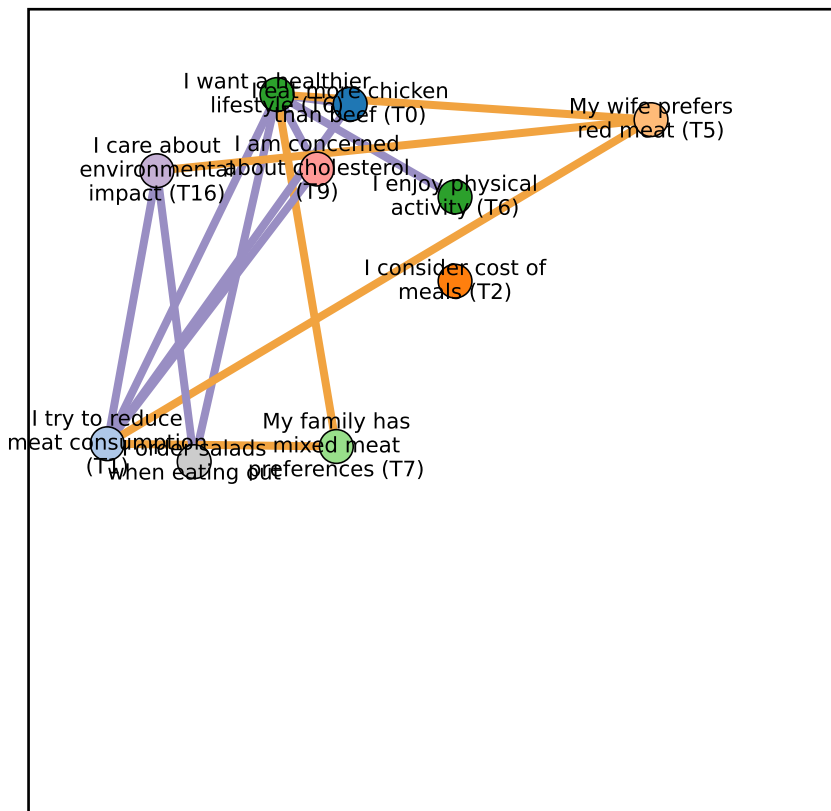 I want a healthier
lifestyle (T6)
I eat more chicken
than beef (T0)
My wife prefers
red meat (T5)
I care about
environmental
impact (T16)
I am concerned
about cholesterol
(T9)
I enjoy physical
activity (T6)
I consider cost of
meals (T2)
I try to reduce
meat consumption
(T1)
I order salads
when eating out
My family has
mixed meat
preferences (T7)